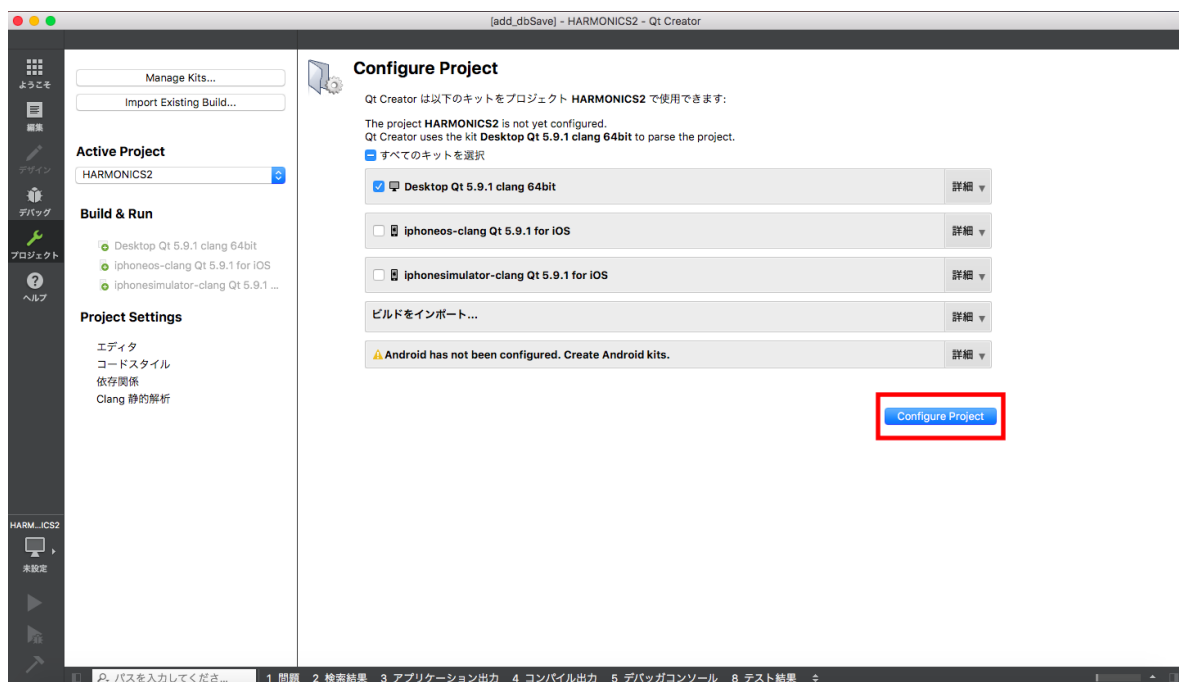 [add_dbSave] - HARMONICS2 - Qt Creator
ようこそ
編集
デザイン
デバッグ
プロジェクト
ヘルプ
HARM...ICS2
未設定
Manage Kits...
Import Existing Build...
Active Project
HARMONICS2
Build & Run
Desktop Qt 5.9.1 clang 64bit
iphoneos-clang Qt 5.9.1 for iOS
iphonesimulator-clang Qt 5.9.1 ...
Project Settings
エディタ
コードスタイル
依存関係
Clang 静的解析
Configure Project
Qt Creator は以下のキットをプロジェクト HARMONICS2 で使用できます:
The project HARMONICS2 is not yet configured.
Qt Creator uses the kit Desktop Qt 5.9.1 clang 64bit to parse the project.
すべてのキットを選択
Desktop Qt 5.9.1 clang 64bit 詳細
iphoneos-clang Qt 5.9.1 for iOS 詳細
iphonesimulator-clang Qt 5.9.1 for iOS 詳細
ビルドをインポート... 詳細
Android has not been configured. Create Android kits. 詳細
Configure Project
パスを入力してくださ... 1 問題 2 検索結果 3 アプリケーション出力 4 コンパイル出力 5 デバッガコンソール 8 テスト結果